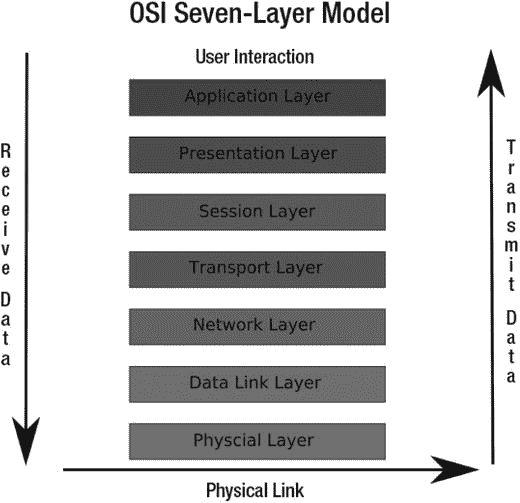 OSI Seven-Layer Model
User Interaction
Application Layer
Presentation Layer
Session Layer
Transport Layer
Network Layer
Data Link Layer
Physcial Layer
Physical Link
Receive Data
Transmit Data